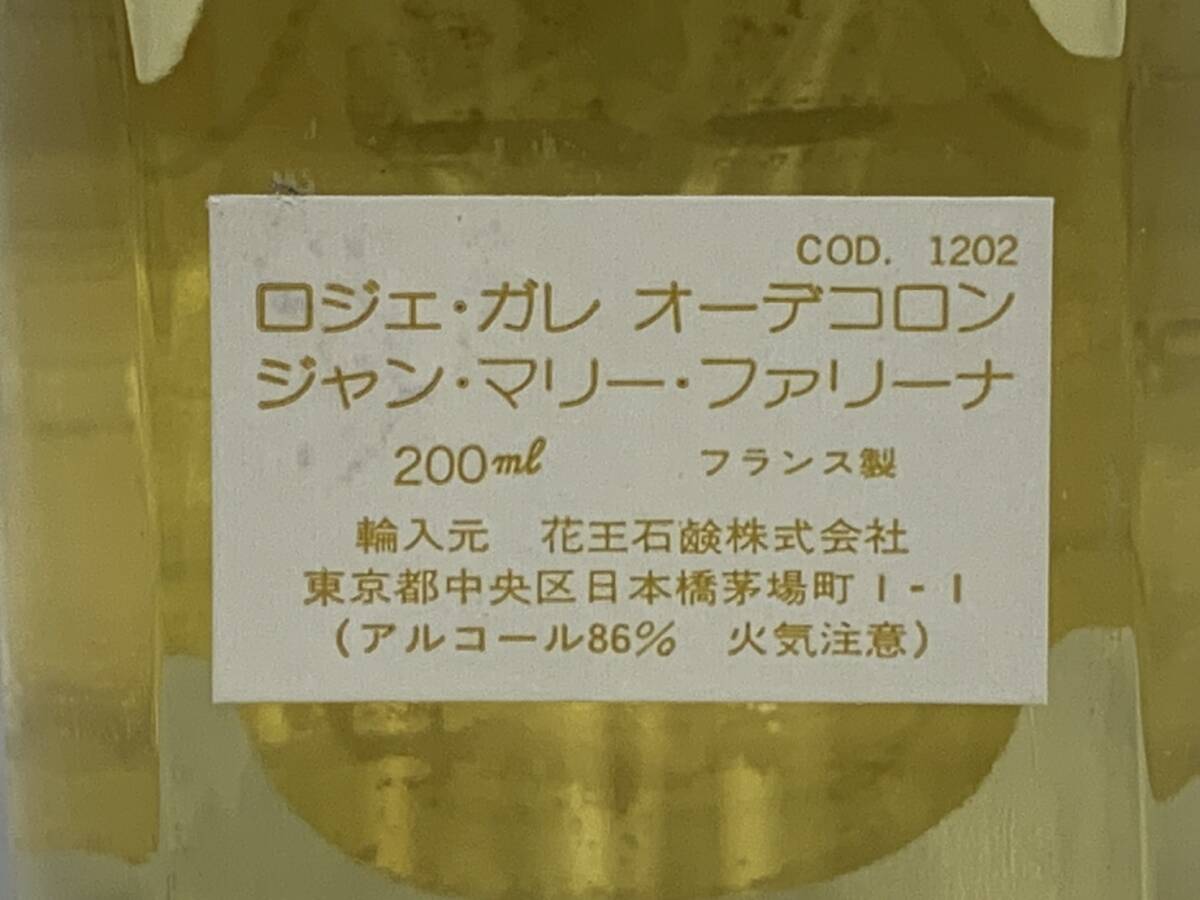 COD. 1202
ロジエ・ガレ オーデコロン
ジャン・マリー・ファリーナ
200ml フランス製
輸入元 花王石鹸株式会社
東京都中央区日本橋茅場町1-1
(アルコール86% 火気注意)